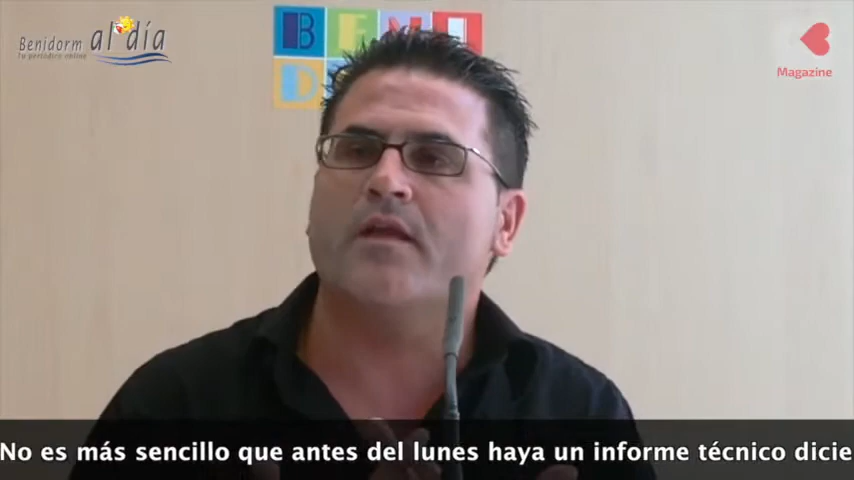 Benidorm al día
Tu periódico online
BENI
D
Magazine
No es más sencillo que antes del lunes haya un informe técnico dicie